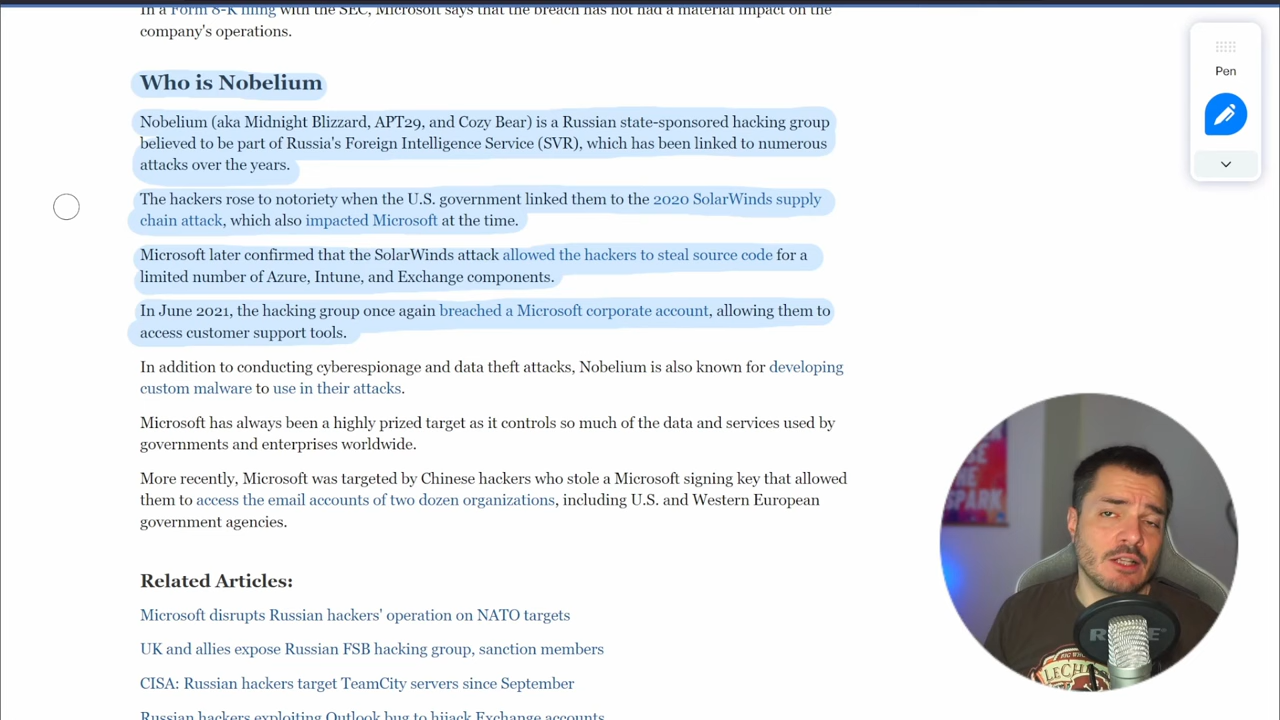 In a Form 8-K filing with the SEC, Microsoft says that the breach has not had a material impact on the
company's operations.
Who is Nobelium
Nobelium (aka Midnight Blizzard, APT29, and Cozy Bear) is a Russian state-sponsored hacking group
believed to be part of Russia's Foreign Intelligence Service (SVR), which has been linked to numerous
attacks over the years.
The hackers rose to notoriety when the U.S. government linked them to the 2020 SolarWinds supply
chain attack, which also impacted Microsoft at the time.
Microsoft later confirmed that the SolarWinds attack allowed the hackers to steal source code for a
limited number of Azure, Intune, and Exchange components.
In June 2021, the hacking group once again breached a Microsoft corporate account, allowing them to
access customer support tools.
In addition to conducting cyberespionage and data theft attacks, Nobelium is also known for developing
custom malware to use in their attacks.
Microsoft has always been a highly prized target as it controls so much of the data and services used by
governments and enterprises worldwide.
More recently, Microsoft was targeted by Chinese hackers who stole a Microsoft signing key that allowed
them to access the email accounts of two dozen organizations, including U.S. and Western European
government agencies.
Related Articles:
Microsoft disrupts Russian hackers' operation on NATO targets
UK and allies expose Russian FSB hacking group, sanction members
CISA: Russian hackers target TeamCity servers since September
Russian hackers exploiting Outlook bug to hijack Exchange accounts
Pen
THE
SPARK